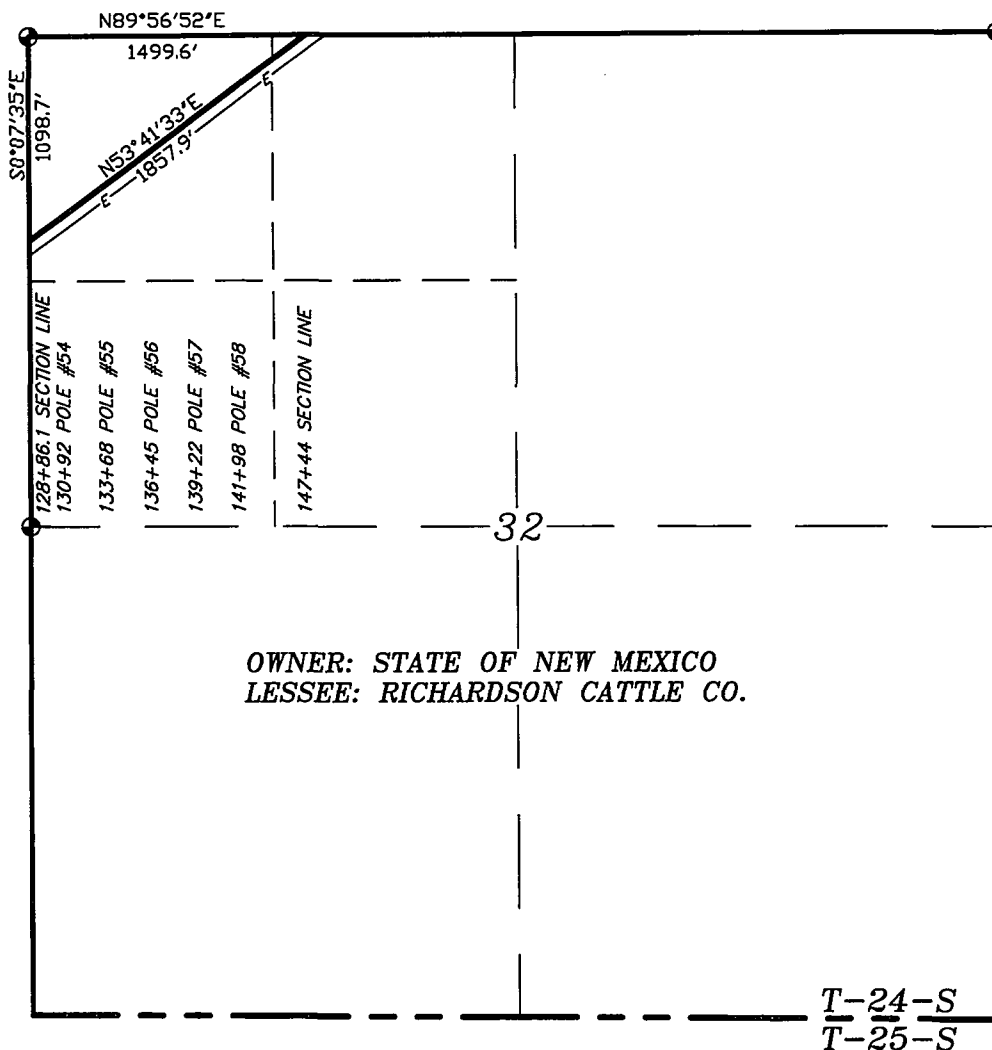 N89°56'52"E
1499.6'
S0°07'35"E
1098.7'
N53°41'33"E
1857.9'
E
E
128+86.1 SECTION LINE
130+92 POLE #54
133+68 POLE #55
136+45 POLE #56
139+22 POLE #57
141+98 POLE #58
147+44 SECTION LINE
32
OWNER: STATE OF NEW MEXICO
LESSEE: RICHARDSON CATTLE CO.
T-24-S
T-25-S